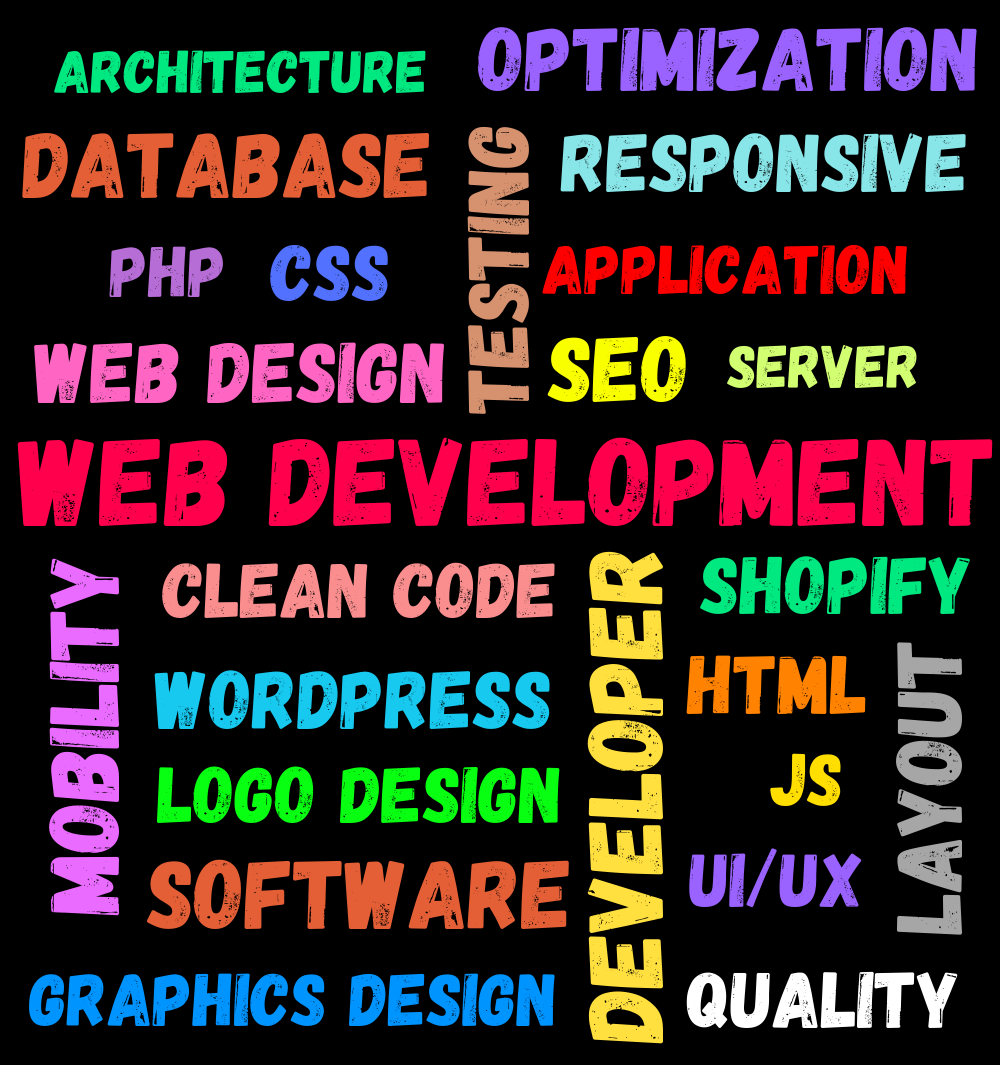 ARCHITECTURE
OPTIMIZATION
DATABASE
TESTING
RESPONSIVE
PHP
CSS
APPLICATION
WEB DESIGN
SEO
SERVER
WEB DEVELOPMENT
MOBILITY
CLEAN CODE
DEVELOPER
SHOPIFY
WORDPRESS
HTML
LAYOUT
LOGO DESIGN
JS
SOFTWARE
UI/UX
GRAPHICS DESIGN
QUALITY